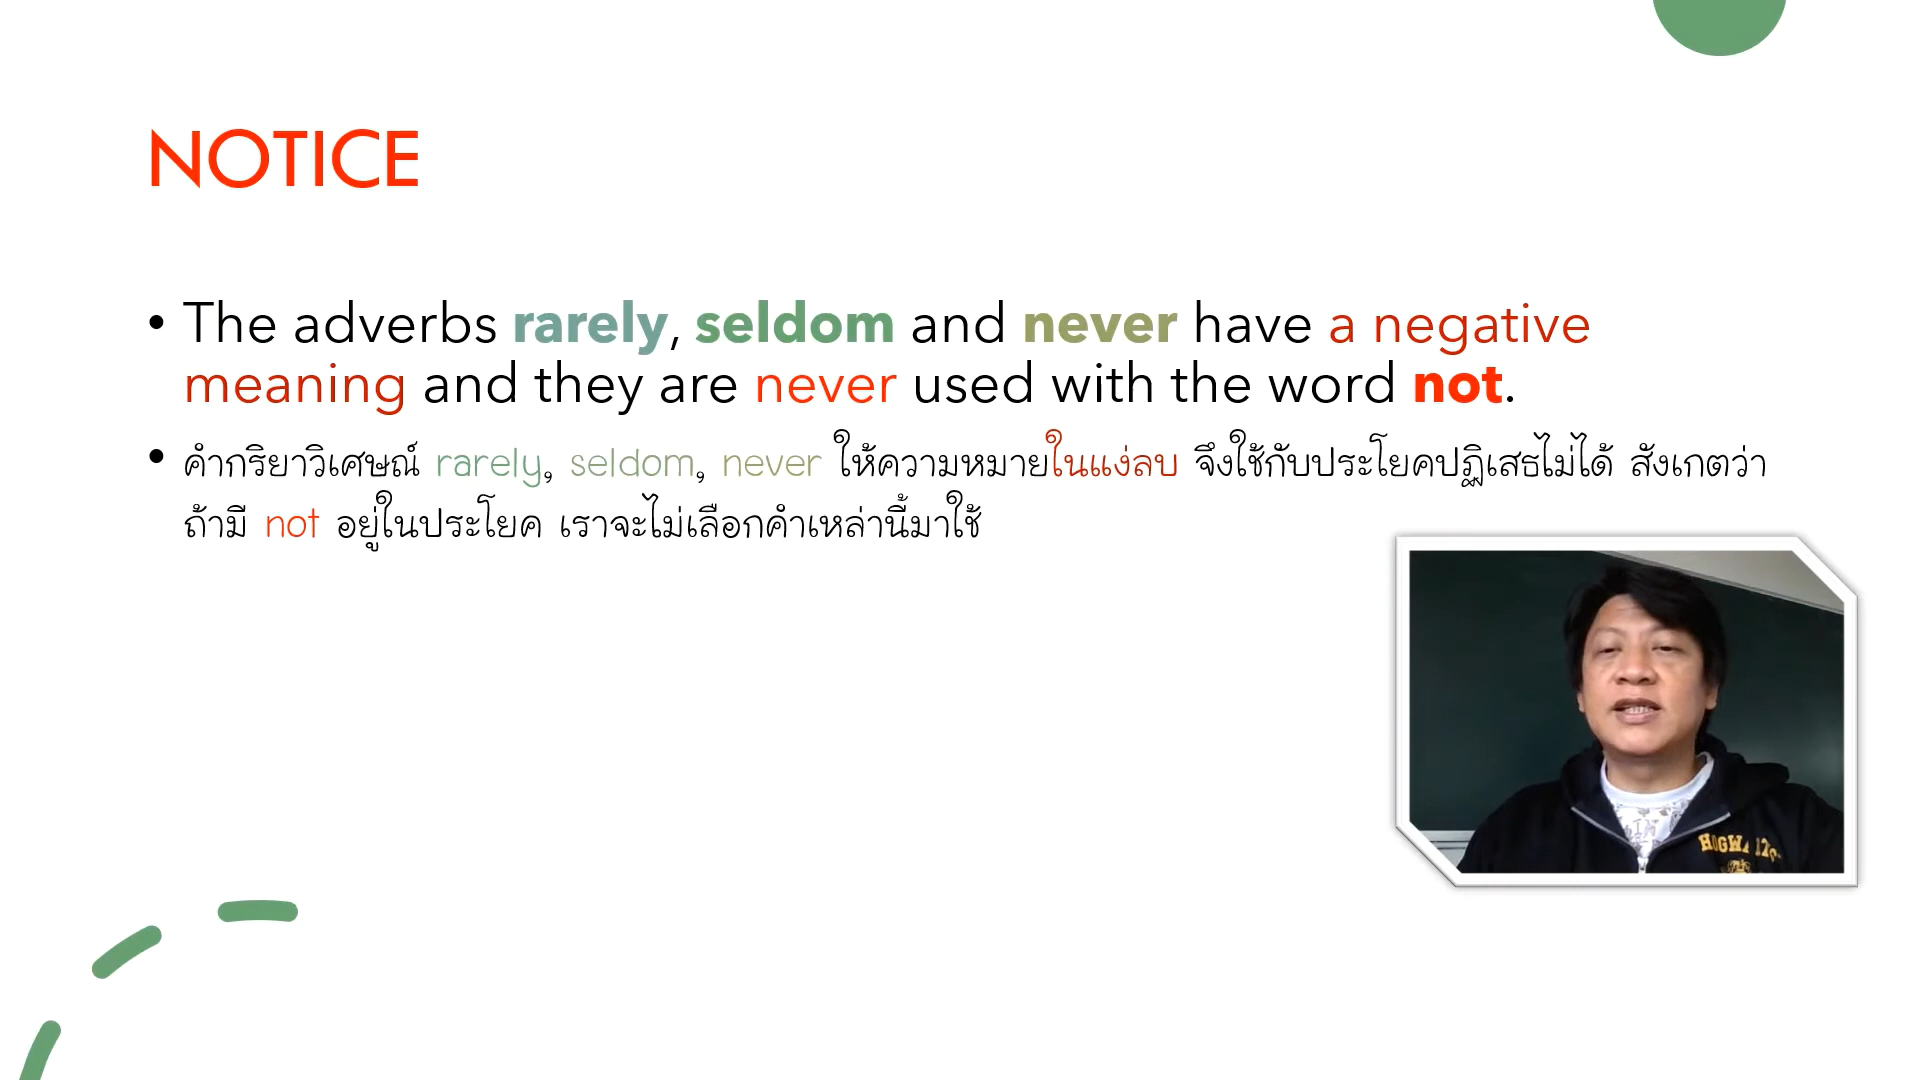 NOTICE
• The adverbs rarely, seldom and never have a negative
meaning and they are never used with the word not.
• คำกริยาวิเศษณ์ rarely, seldom, never ให้ความหมายในแง่ลบ จึงใช้กับประโยคปฏิเสธไม่ได้ สังเกตว่า
ถ้ามี not อยู่ในประโยค เราจะไม่เลือกคำเหล่านี้มาใช้